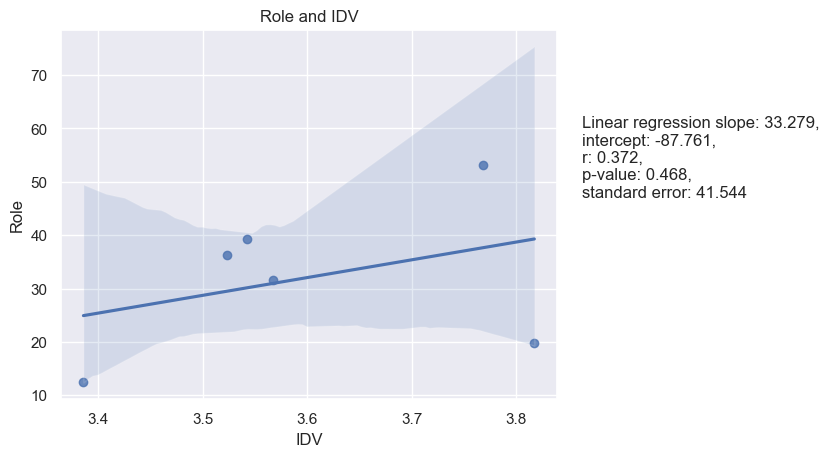 Role and IDV
70
60
50
40
30
20
10
Role
3.4
3.5
3.6
3.7
3.8
IDV
Linear regression slope: 33.279,
intercept: -87.761,
r: 0.372,
p-value: 0.468,
standard error: 41.544